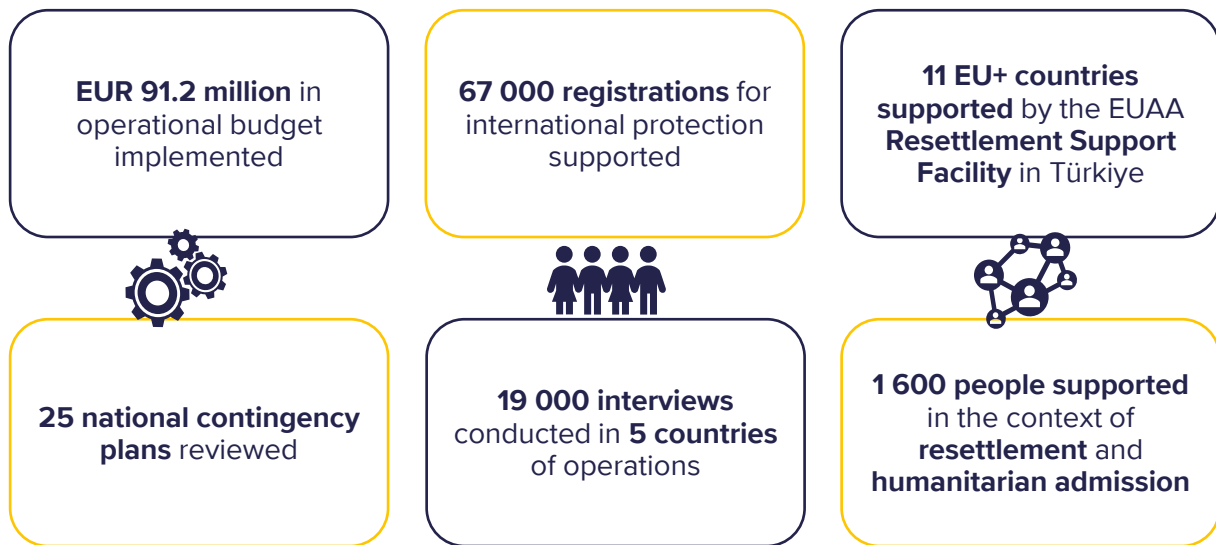 EUR 91.2 million in
operational budget
implemented
67 000 registrations for
international protection
supported
11 EU+ countries
supported by the EUAA
Resettlement Support
Facility in Türkiye
25 national contingency
plans reviewed
19 000 interviews
conducted in 5 countries
of operations
1 600 people supported
in the context of
resettlement and
humanitarian admission